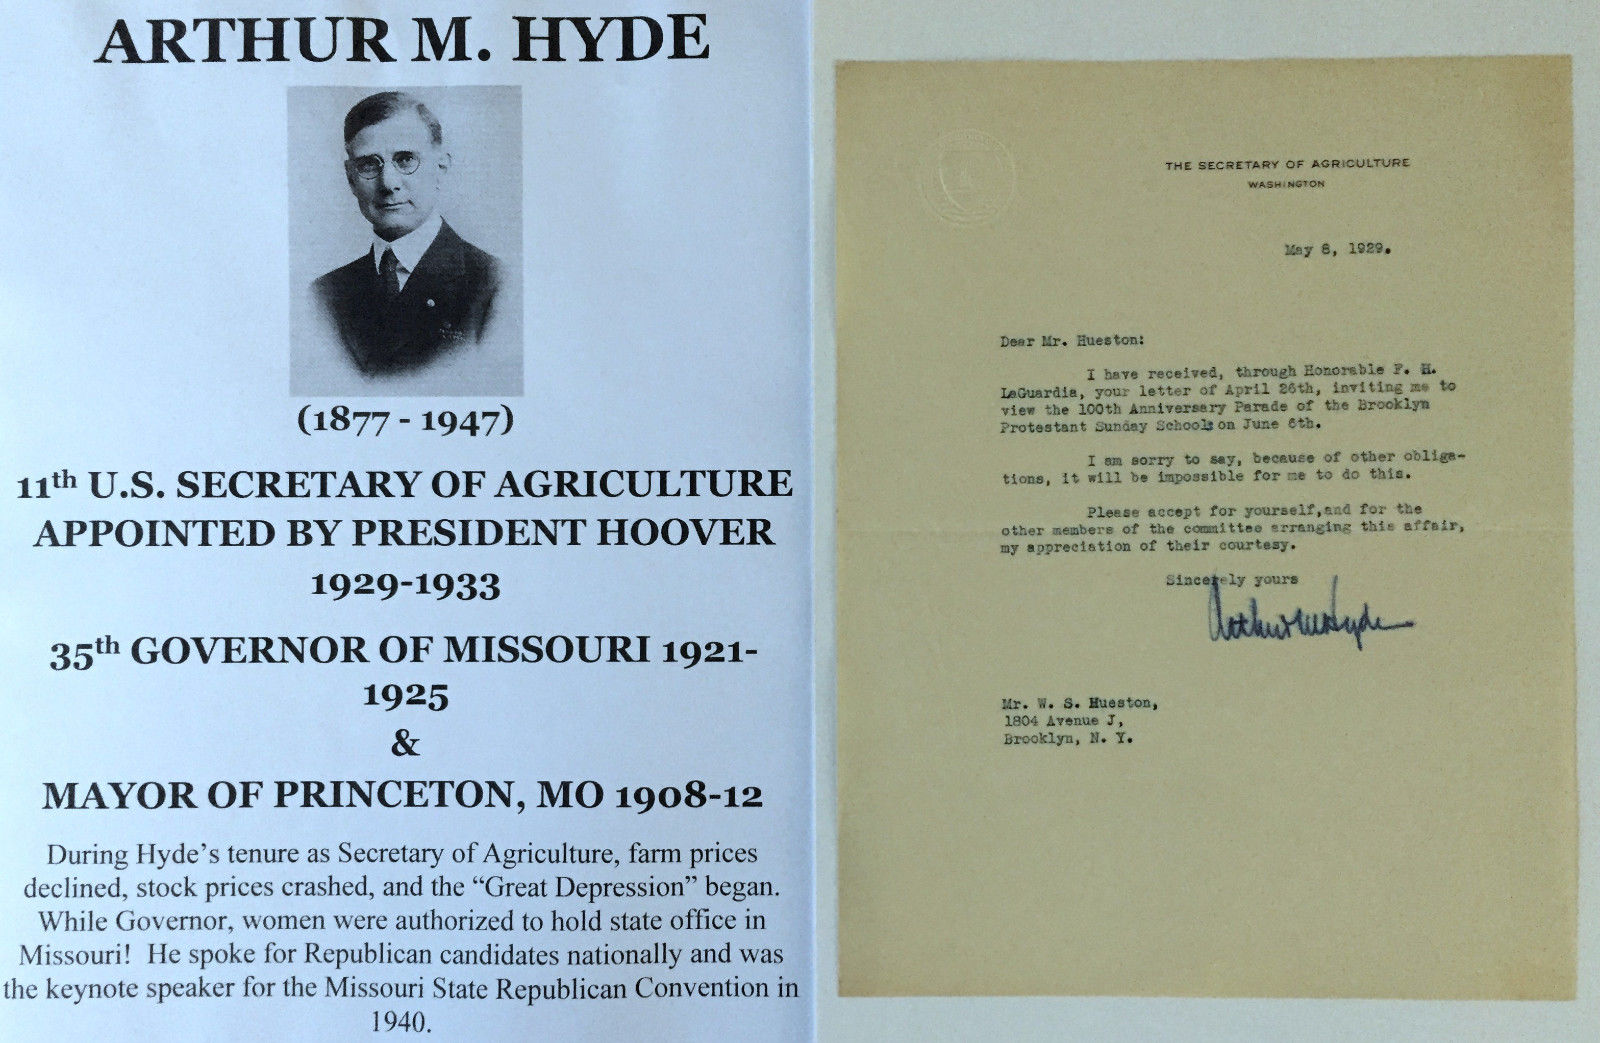 ARTHUR M. HYDE
(1877 - 1947)
11th U.S. SECRETARY OF AGRICULTURE
APPOINTED BY PRESIDENT HOOVER
1929-1933
35th GOVERNOR OF MISSOURI 1921-
1925
&
MAYOR OF PRINCETON, MO 1908-12
During Hyde's tenure as Secretary of Agriculture, farm prices
declined, stock prices crashed, and the “Great Depression” began.
While Governor, women were authorized to hold state office in
Missouri! He spoke for Republican candidates nationally and was
the keynote speaker for the Missouri State Republican Convention in
1940.
THE SECRETARY OF AGRICULTURE
WASHINGTON
May 8, 1929.
Dear Mr. Hueston:
I have received, through Honorable F. H.
LaGuardia, your letter of April 26th, inviting me to
view the 100th Anniversary Parade of the Brooklyn
Protestant Sunday Schools on June 6th.
I am sorry to say, because of other obliga-
tions, it will be impossible for me to do this.
Please accept for yourself,and for the
other members of the committee arranging this affair,
my appreciation of their courtesy.
Sincerely yours
Arthur M Hyde
Mr. W. S. Hueston,
1804 Avenue J,
Brooklyn, N. Y.